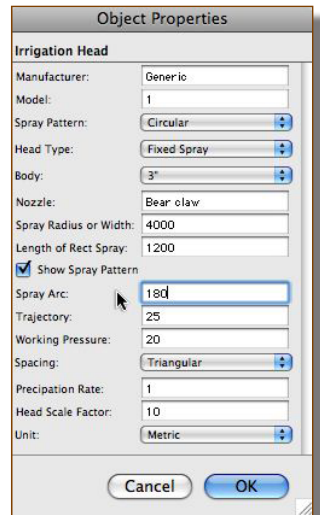 Object Properties
Irrigation Head
Manufacturer: Generic
Model: 1
Spray Pattern: Circular
Head Type: Fixed Spray
Body: 3"
Nozzle: Bear claw
Spray Radius or Width: 4000
Length of Rect Spray: 1200
Show Spray Pattern
Spray Arc: 180
Trajectory: 25
Working Pressure: 20
Spacing: Triangular
Precipation Rate: 1
Head Scale Factor: 10
Unit: Metric
Cancel OK